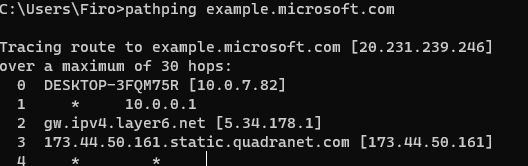 C:\Users\Firo>pathping example.microsoft.com
Tracing route to example.microsoft.com [20.231.239.246]
over a maximum of 30 hops:
  0  DESKTOP-3FQM75R [10.0.7.82]
  1     *     10.0.0.1
  2  gw.ipv4.layer6.net [5.34.178.1]
  3  173.44.50.161.static.quadranet.com [173.44.50.161]
  4     *        *